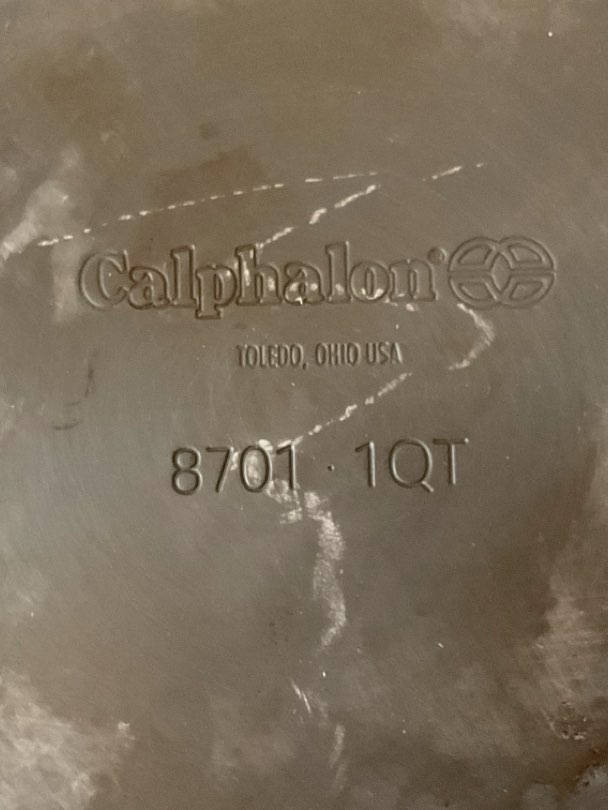 Calphalon®
TOLEDO, OHIO USA
8701 · 1QT